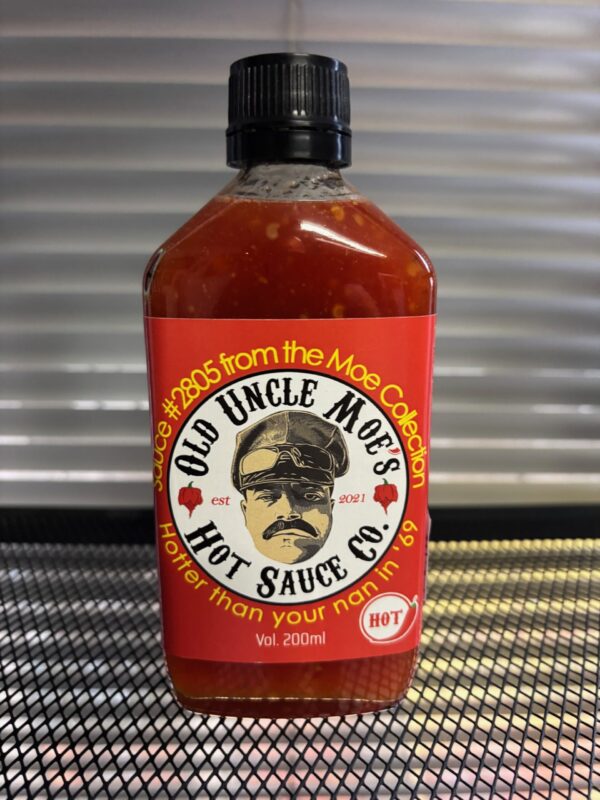 Sauce #2805 from the Moe Collection
OLD UNCLE MOE'S
est 2021
HOT SAUCE CO.
Hotter than your nan in '69
HOT
Vol. 200ml